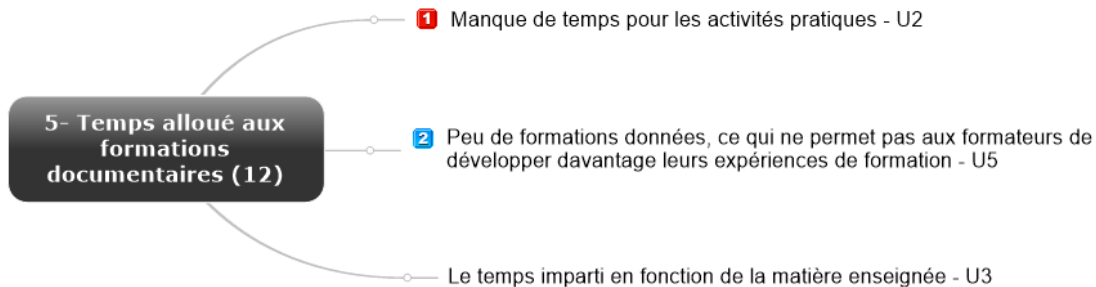 5- Temps alloué aux
formations
documentaires (12)
1 Manque de temps pour les activités pratiques - U2
2 Peu de formations données, ce qui ne permet pas aux formateurs de
développer davantage leurs expériences de formation - U5
Le temps imparti en fonction de la matière enseignée - U3